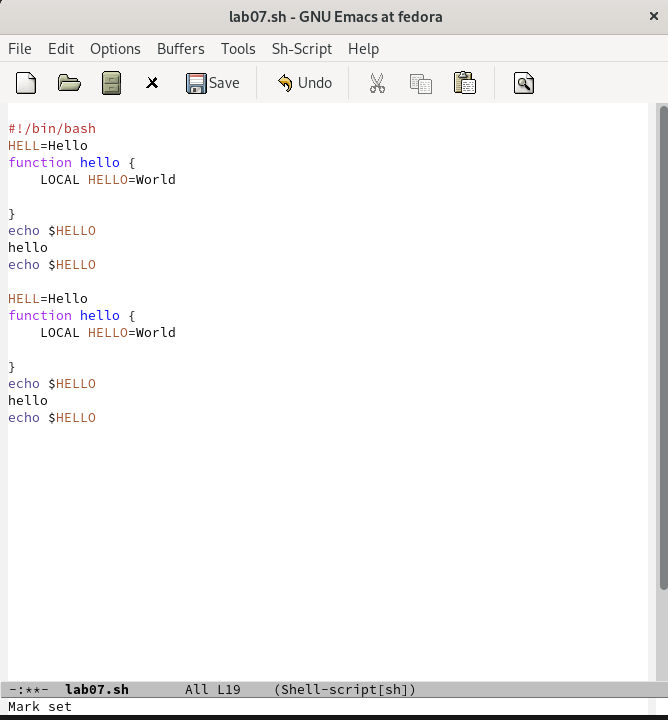 lab07.sh - GNU Emacs at fedora
File Edit Options Buffers Tools Sh-Script Help
Save Undo
#!/bin/bash
HELL=Hello
function hello {
    LOCAL HELLO=World

}
echo $HELLO
hello
echo $HELLO

HELL=Hello
function hello {
    LOCAL HELLO=World

}
echo $HELLO
hello
echo $HELLO
-:**-  lab07.sh       All L19    (Shell-script[sh])
Mark set